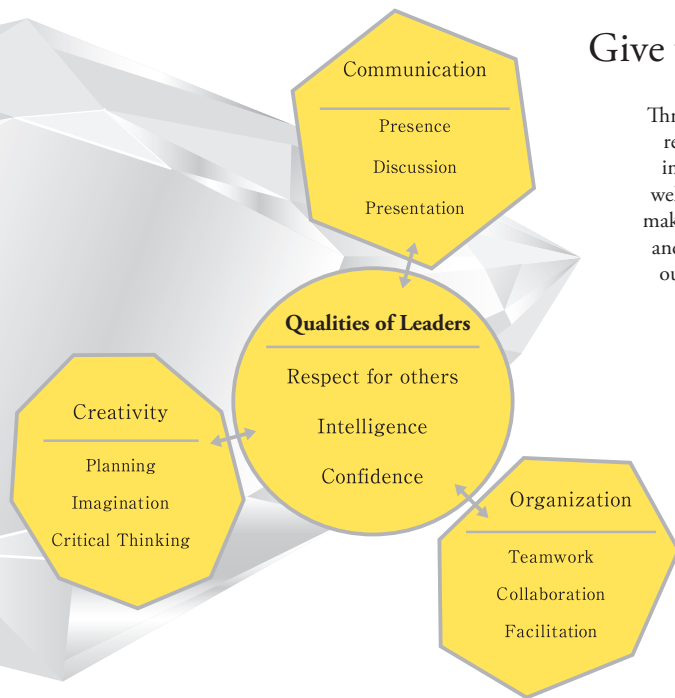 Give
Communication
Presence
Discussion
Presentation
Qualities of Leaders
Respect for others
Intelligence
Confidence
Creativity
Planning
Imagination
Critical Thinking
Organization
Teamwork
Collaboration
Facilitation